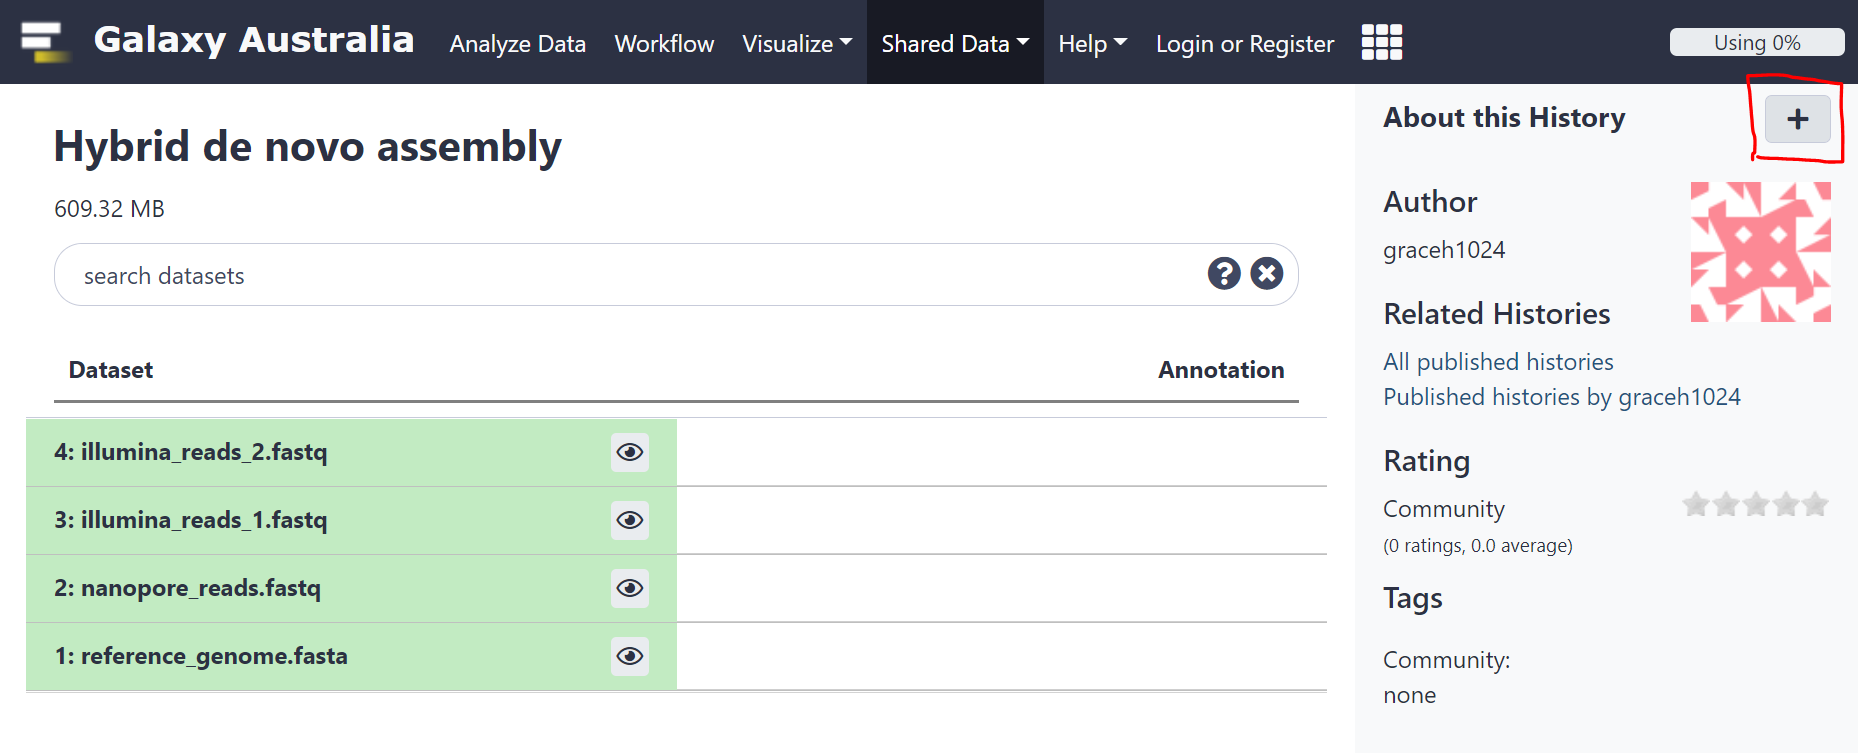 Galaxy Australia Analyze Data Workflow Visualize Shared Data Help Login or Register Using 0%
Hybrid de novo assembly
609.32 MB
search datasets
Dataset Annotation
4: illumina_reads_2.fastq
3: illumina_reads_1.fastq
2: nanopore_reads.fastq
1: reference_genome.fasta
About this History
Author
graceh1024
Related Histories
All published histories
Published histories by graceh1024
Rating
Community
(0 ratings, 0.0 average)
Tags
Community:
none